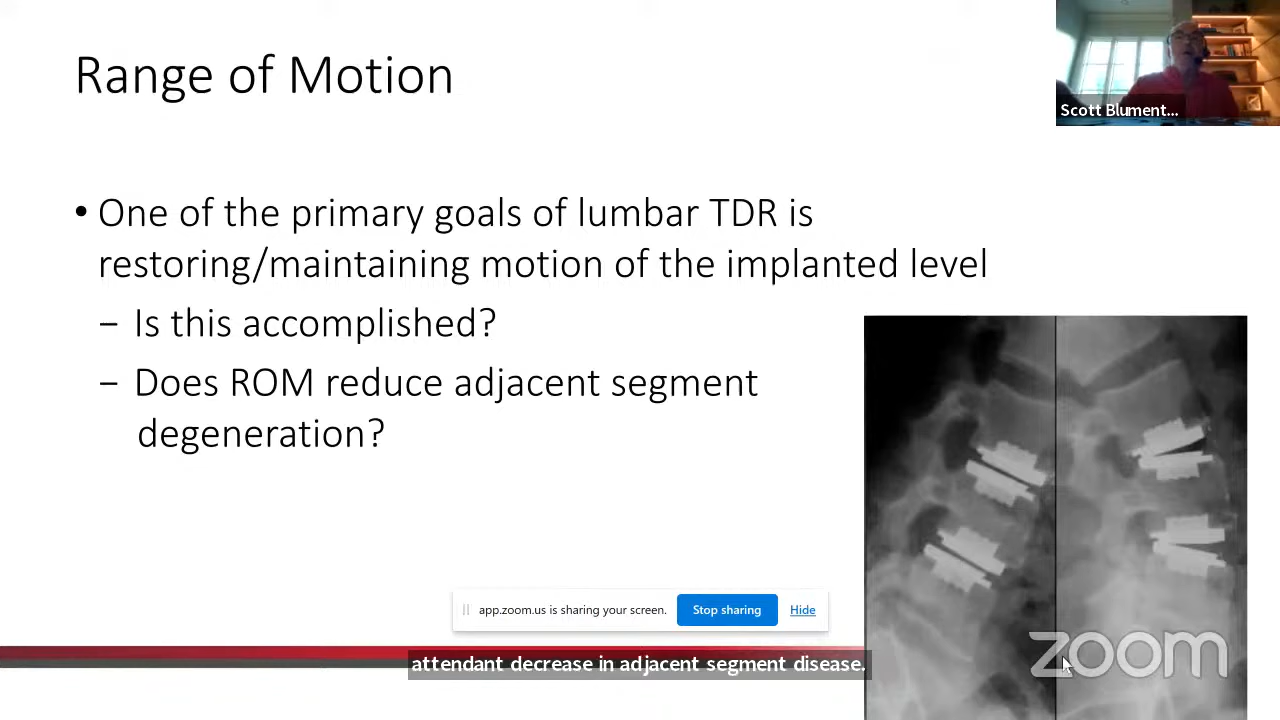 Range of Motion
Scott Blument...
• One of the primary goals of lumbar TDR is
restoring/maintaining motion of the implanted level
– Is this accomplished?
– Does ROM reduce adjacent segment
degeneration?
app.zoom.us is sharing your screen.
Stop sharing
Hide
attendant decrease in adjacent segment disease.
zoom